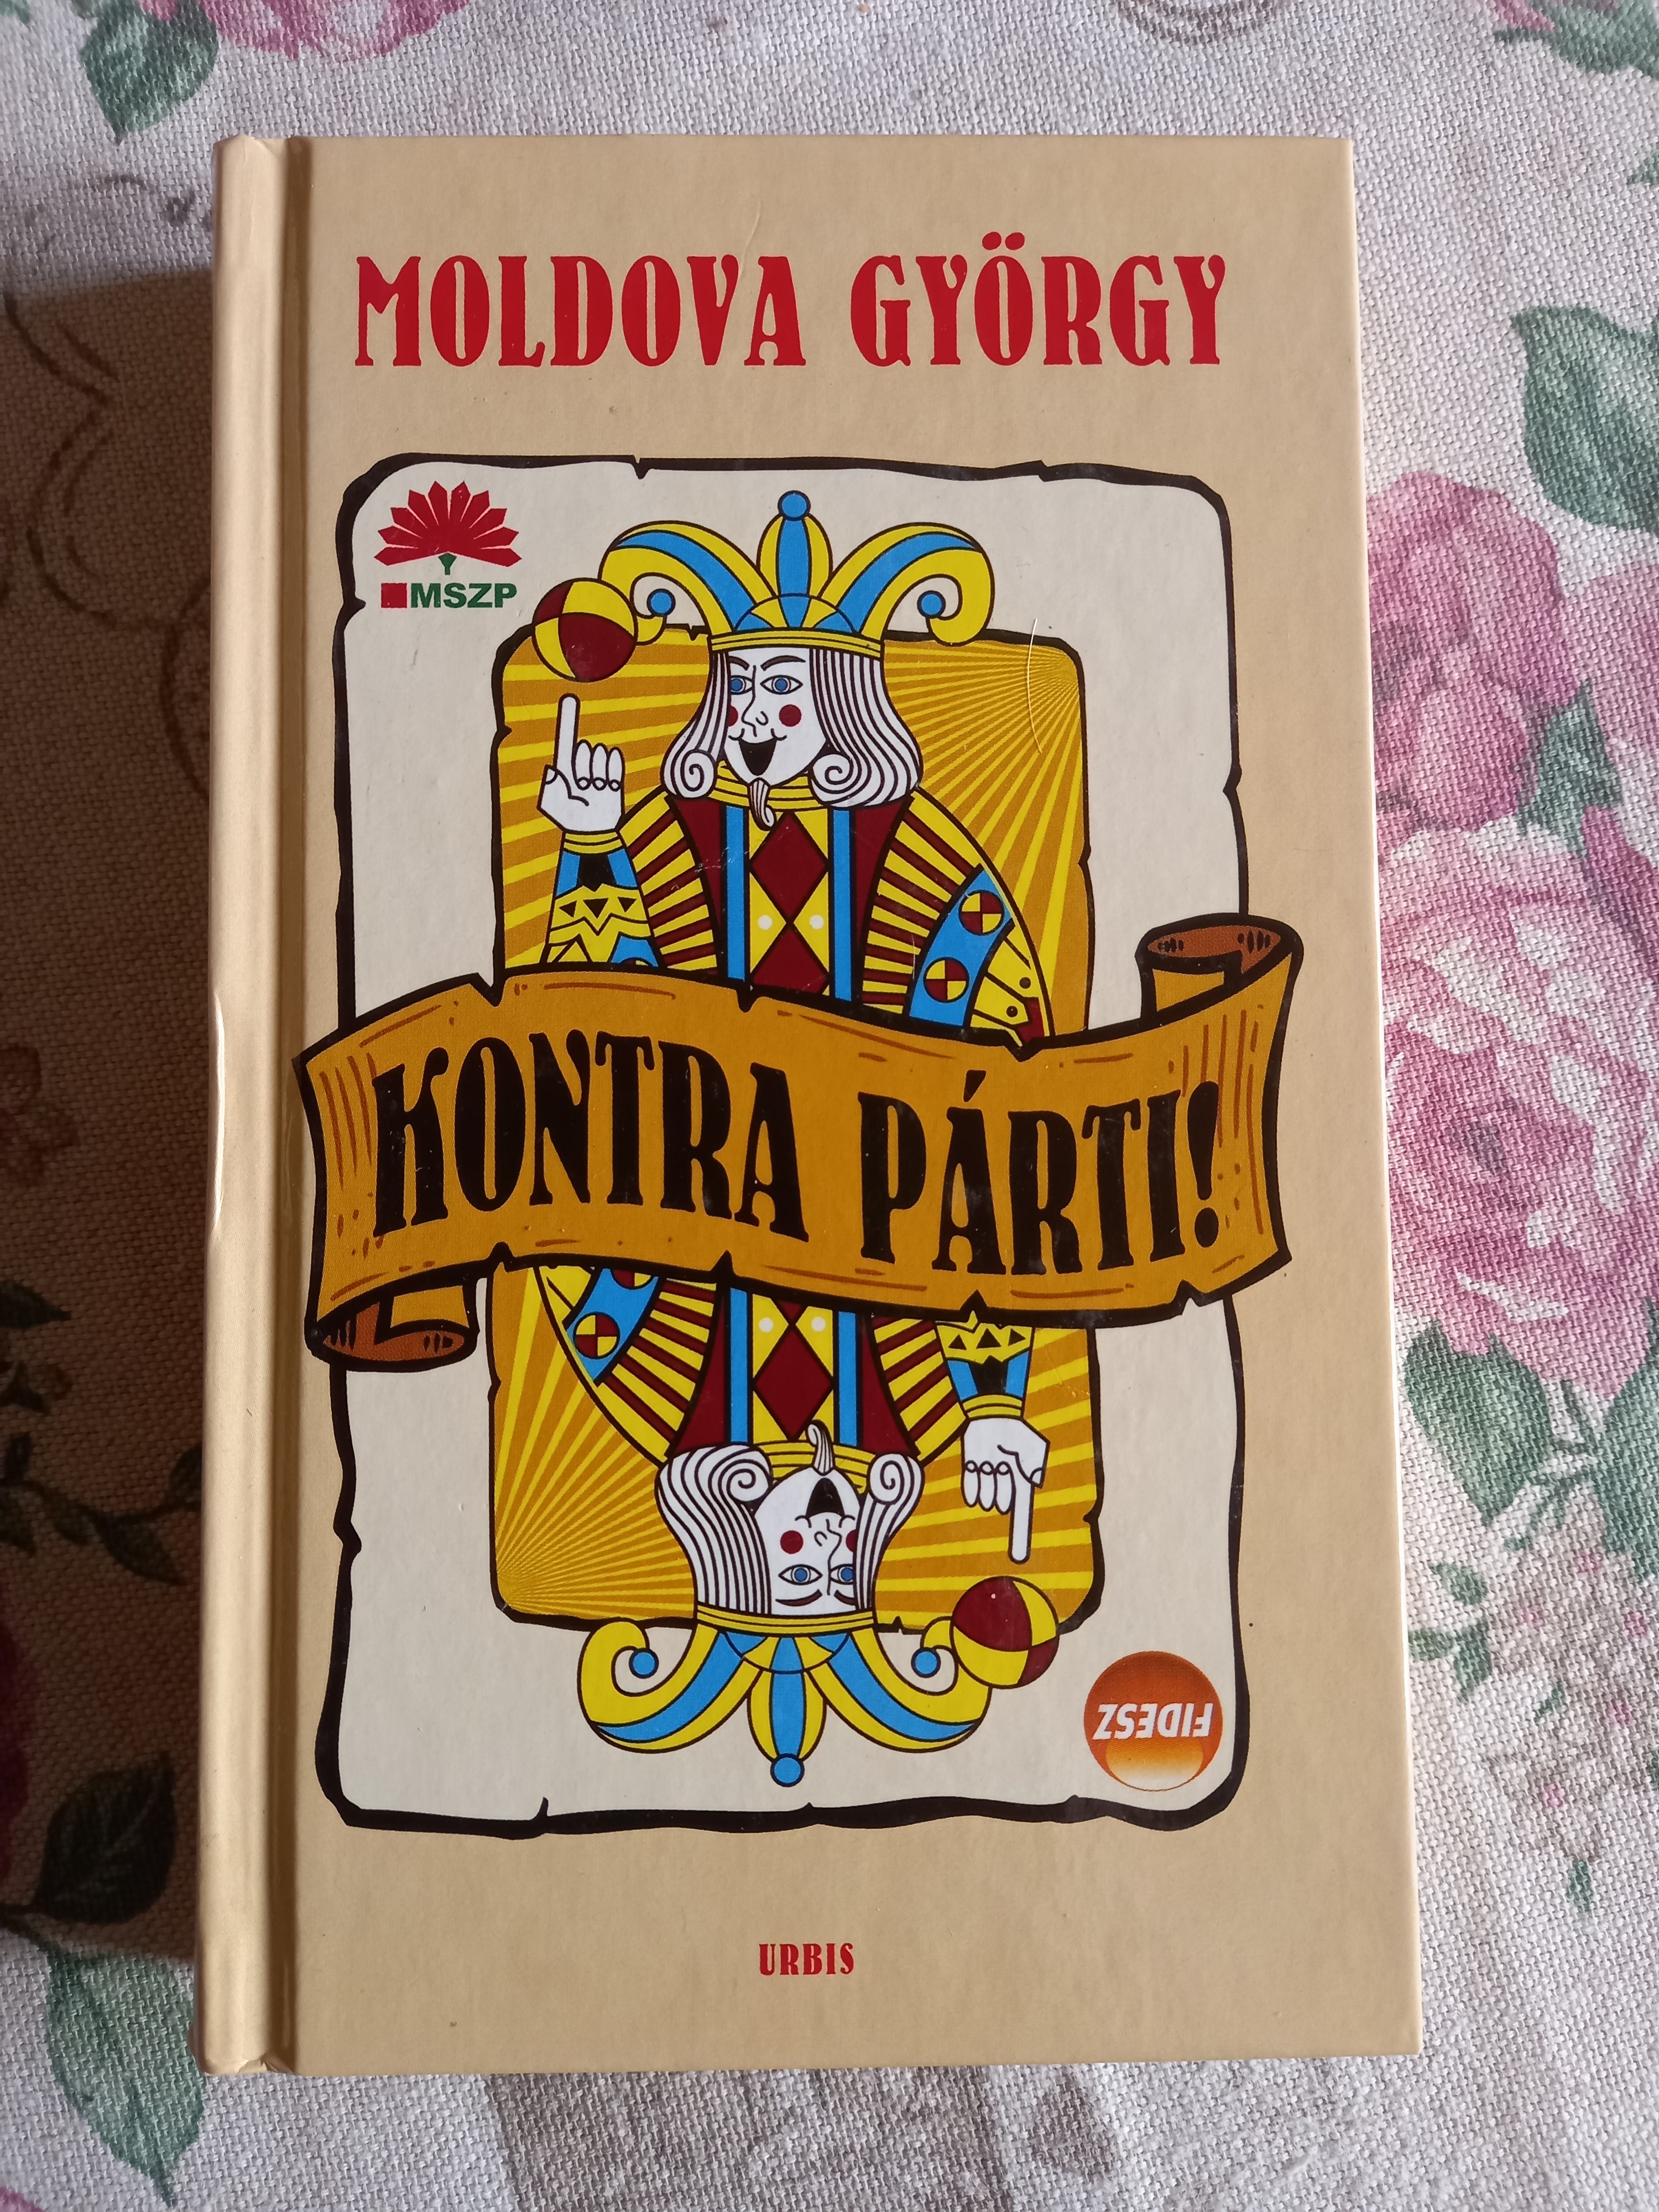 MOLDOVA GYÖRGY
MSZP
KONTRA PÁRTI!
FIDESZ
URBIS